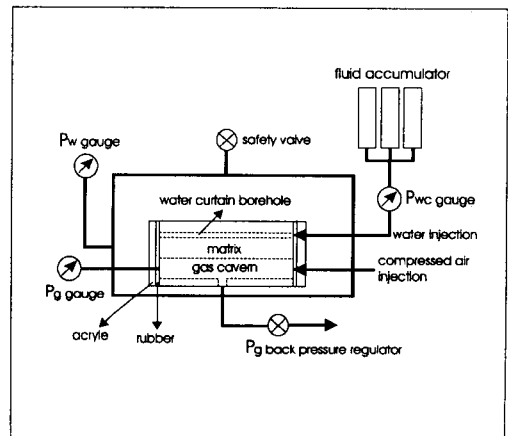 fluid accumulator
Pw gauge
safety valve
water curtain borehole
Pwc gauge
matrix
water injection
gas cavern
compressed air
injection
Pg gauge
acryle
rubber
Pg back pressure regulator